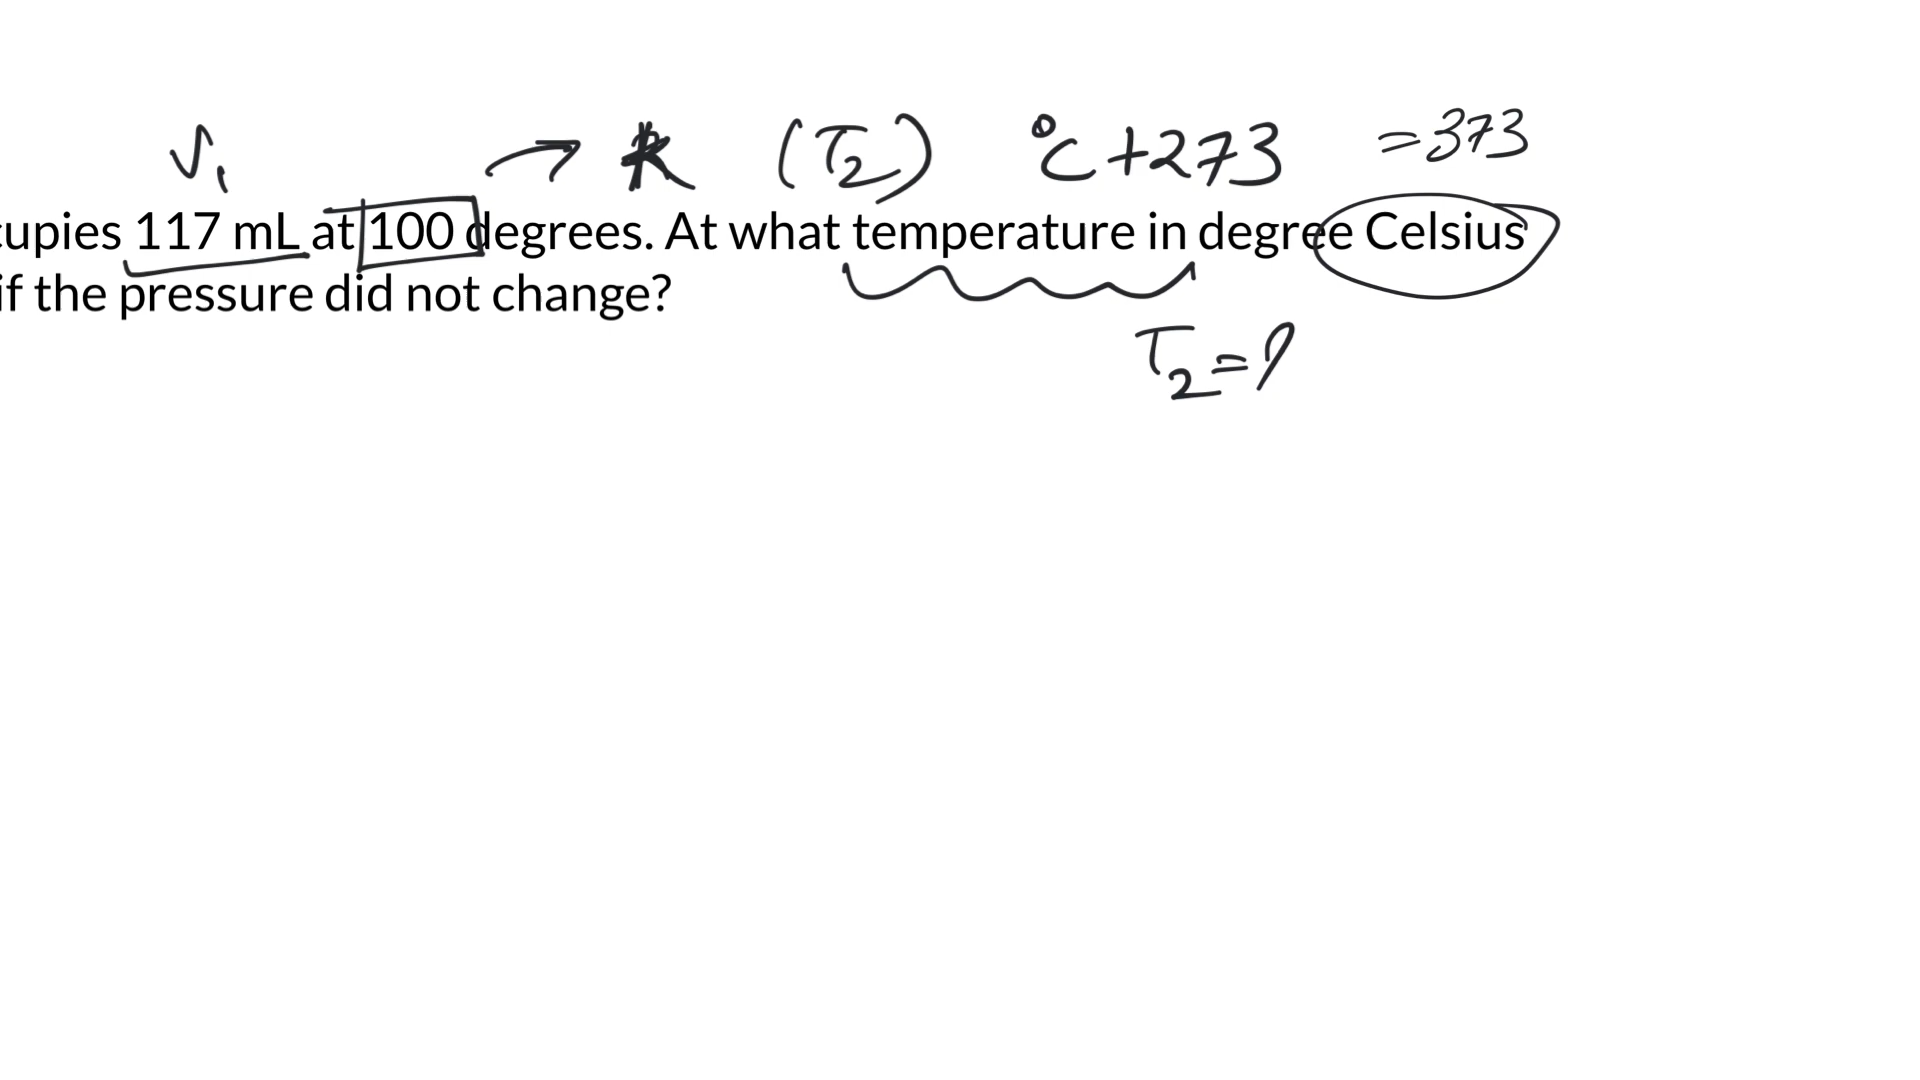 V₁ → K (T₂) °C+273 =373
cupies 117 mL at 100 degrees. At what temperature in degree Celsius
if the pressure did not change?
T₂=?